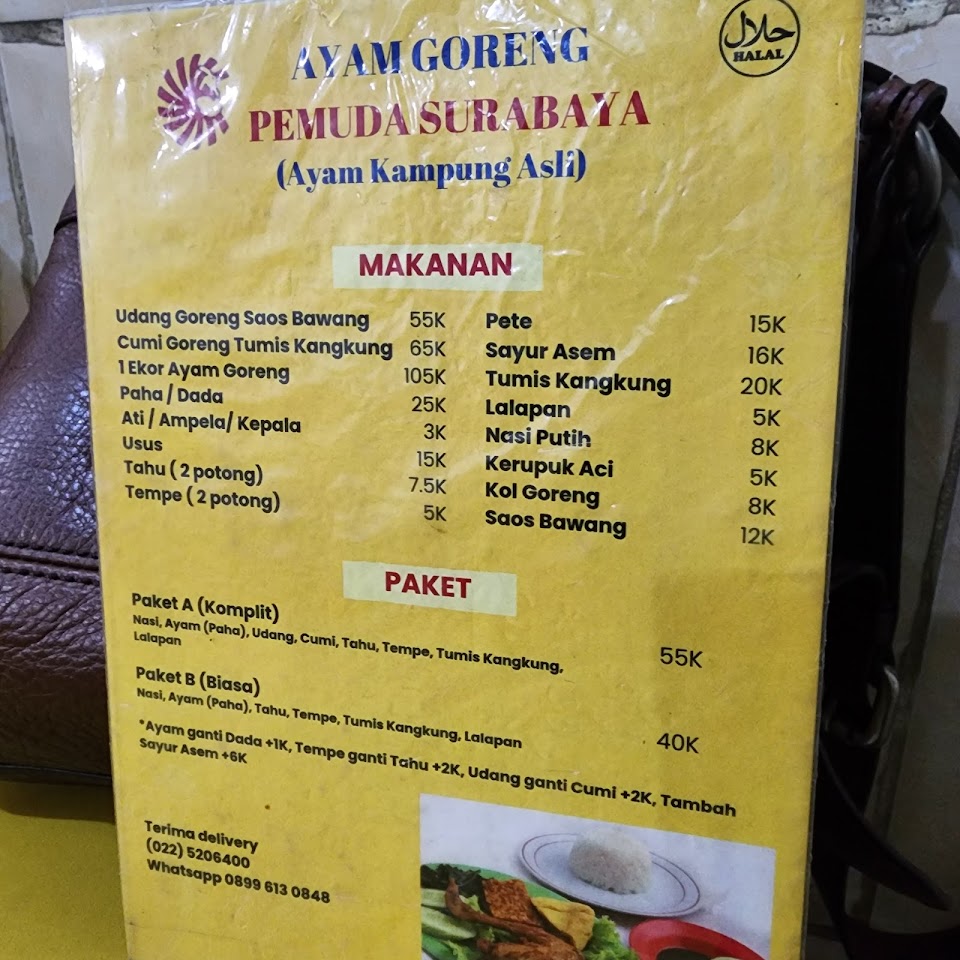 AYAM GORENG
PEMUDA SURABAYA
(Ayam Kampung Asli)
حلال
HALAL
MAKANAN
Udang Goreng Saos Bawang 55K
Cumi Goreng Tumis Kangkung 65K
1 Ekor Ayam Goreng 105K
Paha / Dada 25K
Ati / Ampela/ Kepala 3K
Usus 15K
Tahu ( 2 potong) 7.5K
Tempe ( 2 potong) 5K
Pete 15K
Sayur Asem 16K
Tumis Kangkung 20K
Lalapan 5K
Nasi Putih 8K
Kerupuk Aci 5K
Kol Goreng 8K
Saos Bawang 12K
PAKET
Paket A (Komplit)
Nasi, Ayam (Paha), Udang, Cumi, Tahu, Tempe, Tumis Kangkung,
Lalapan
55K
Paket B (Biasa)
Nasi, Ayam (Paha), Tahu, Tempe, Tumis Kangkung, Lalapan
40K
*Ayam ganti Dada +1K, Tempe ganti Tahu +2K, Udang ganti Cumi +2K, Tambah
Sayur Asem +6K
Terima delivery
(022) 5206400
Whatsapp 0899 613 0848